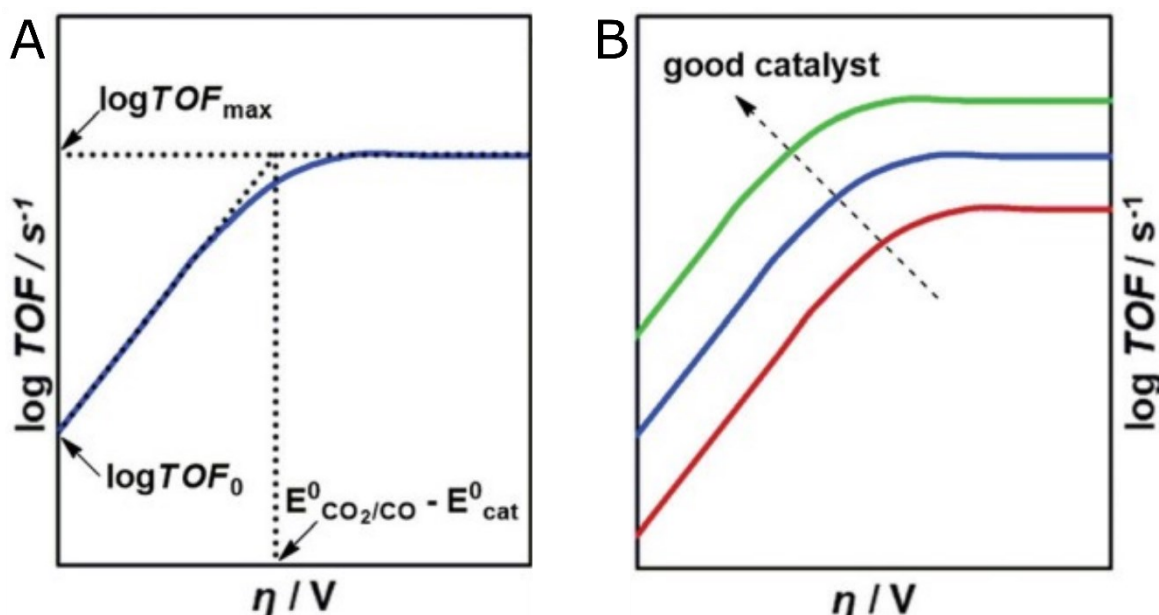 A
log TOF / s⁻¹
logTOFmax
logTOF₀
E⁰CO₂/CO - E⁰cat
η / V
B
good catalyst
log TOF / s⁻¹
η / V